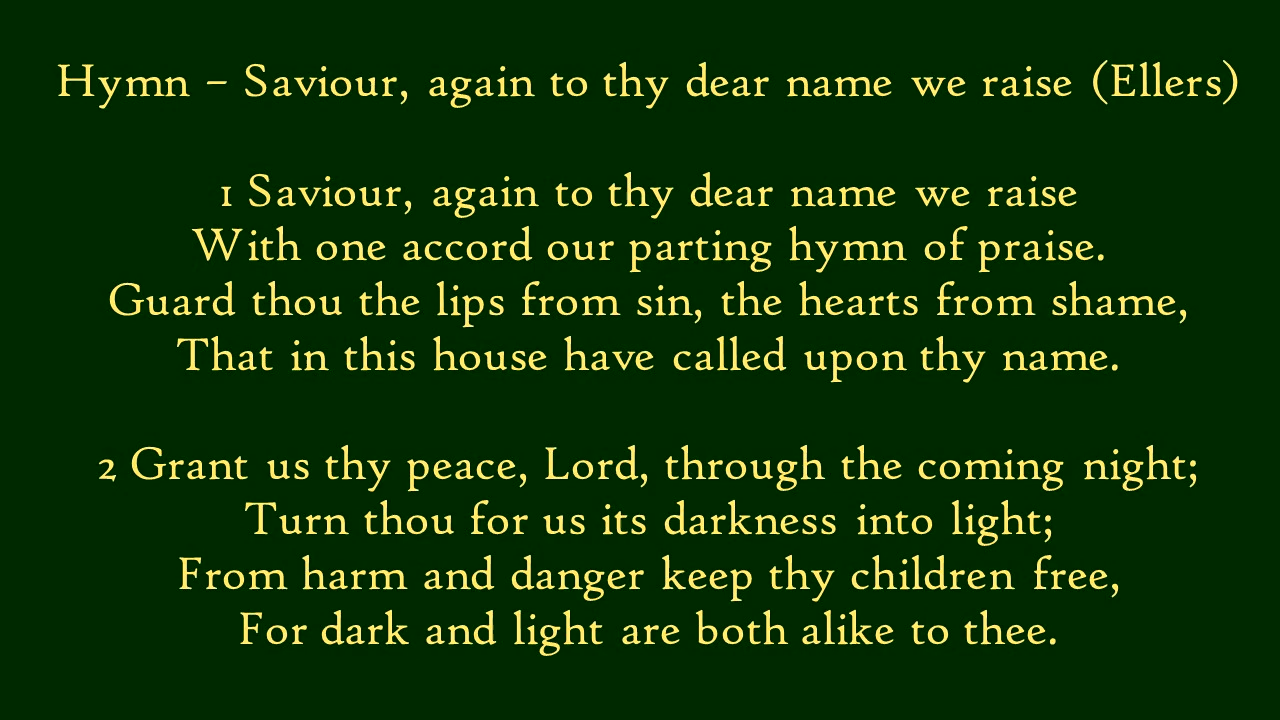 Hymn – Saviour, again to thy dear name we raise (Ellers)
1 Saviour, again to thy dear name we raise
With one accord our parting hymn of praise.
Guard thou the lips from sin, the hearts from shame,
That in this house have called upon thy name.
2 Grant us thy peace, Lord, through the coming night;
Turn thou for us its darkness into light;
From harm and danger keep thy children free,
For dark and light are both alike to thee.